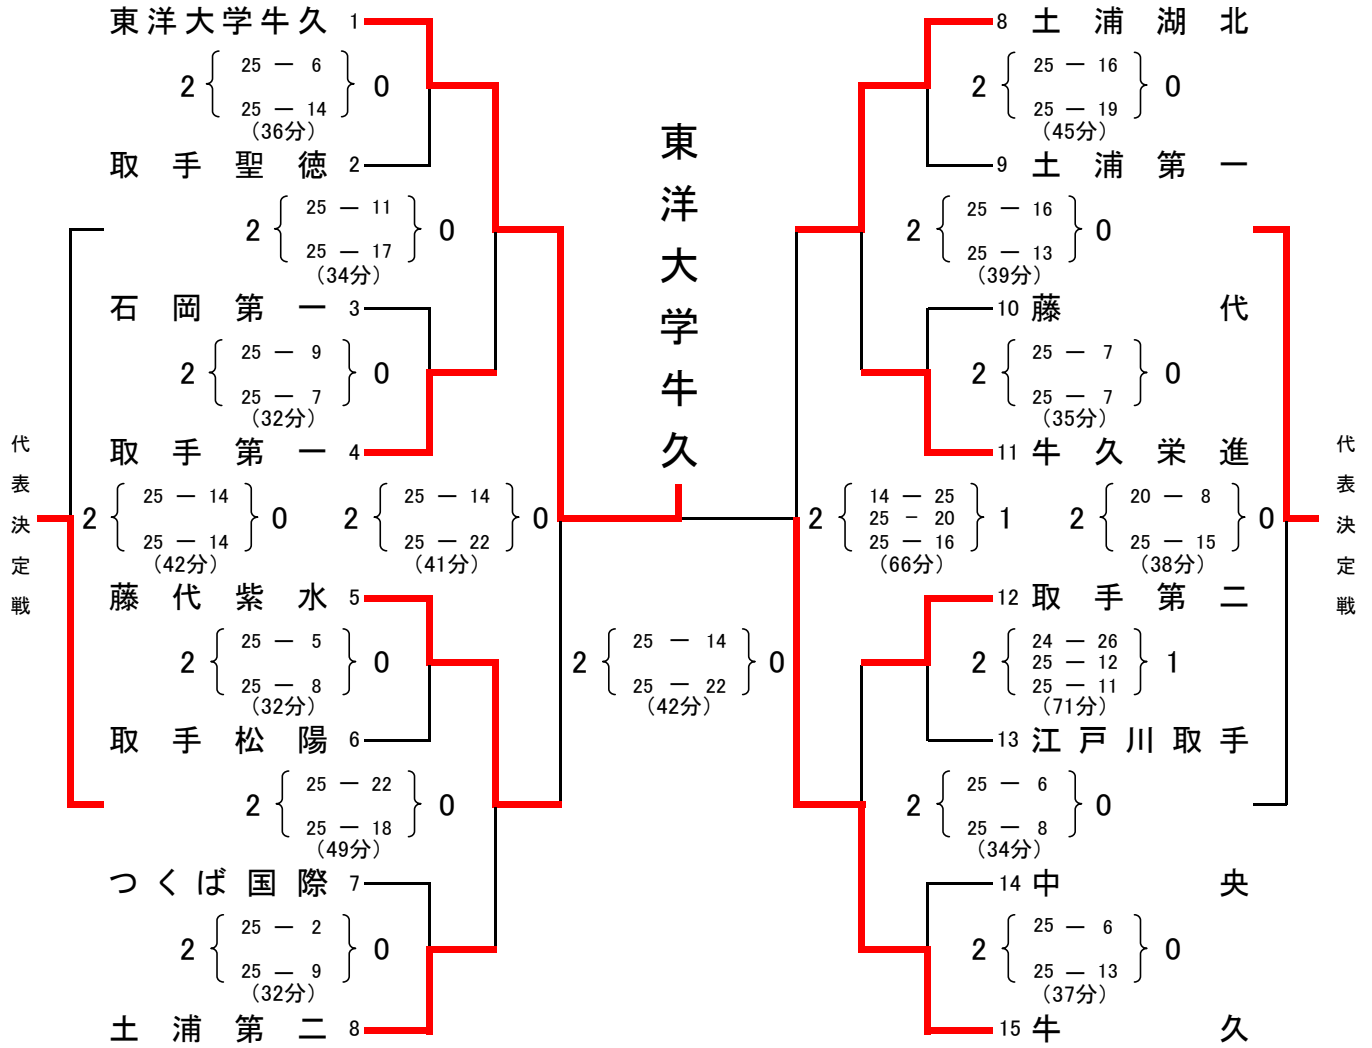 東洋大学牛久 1
2 25 — 6 0
25 — 14
(36分)
取手聖徳 2
2 25 — 11 0
25 — 17
(34分)
石岡第一 3
2 25 — 9 0
25 — 7
(32分)
取手第一 4
代表決定戦
2 25 — 14 0
25 — 14
(42分)
2 25 — 14 0
25 — 22
(41分)
藤代紫水 5
2 25 — 5 0
25 — 8
(32分)
取手松陽 6
2 25 — 22 0
25 — 18
(49分)
つくば国際 7
2 25 — 2 0
25 — 9
(32分)
土浦第二 8
東洋大学牛久
2 25 — 14 0
25 — 22
(42分)
8 土浦湖北
2 25 — 16 0
25 — 19
(45分)
9 土浦第一
2 25 — 16 0
25 — 13
(39分)
10 藤代
2 25 — 7 0
25 — 7
(35分)
11 牛久栄進
2 14 — 25 1
25 - 20
25 — 16
(66分)
2 20 — 8 0
25 — 15
(38分)
代表決定戦
12 取手第二
2 24 — 26 1
25 — 12
25 — 11
(71分)
13 江戸川取手
2 25 — 6 0
25 — 8
(34分)
14 中央
2 25 — 6 0
25 — 13
(37分)
15 牛久